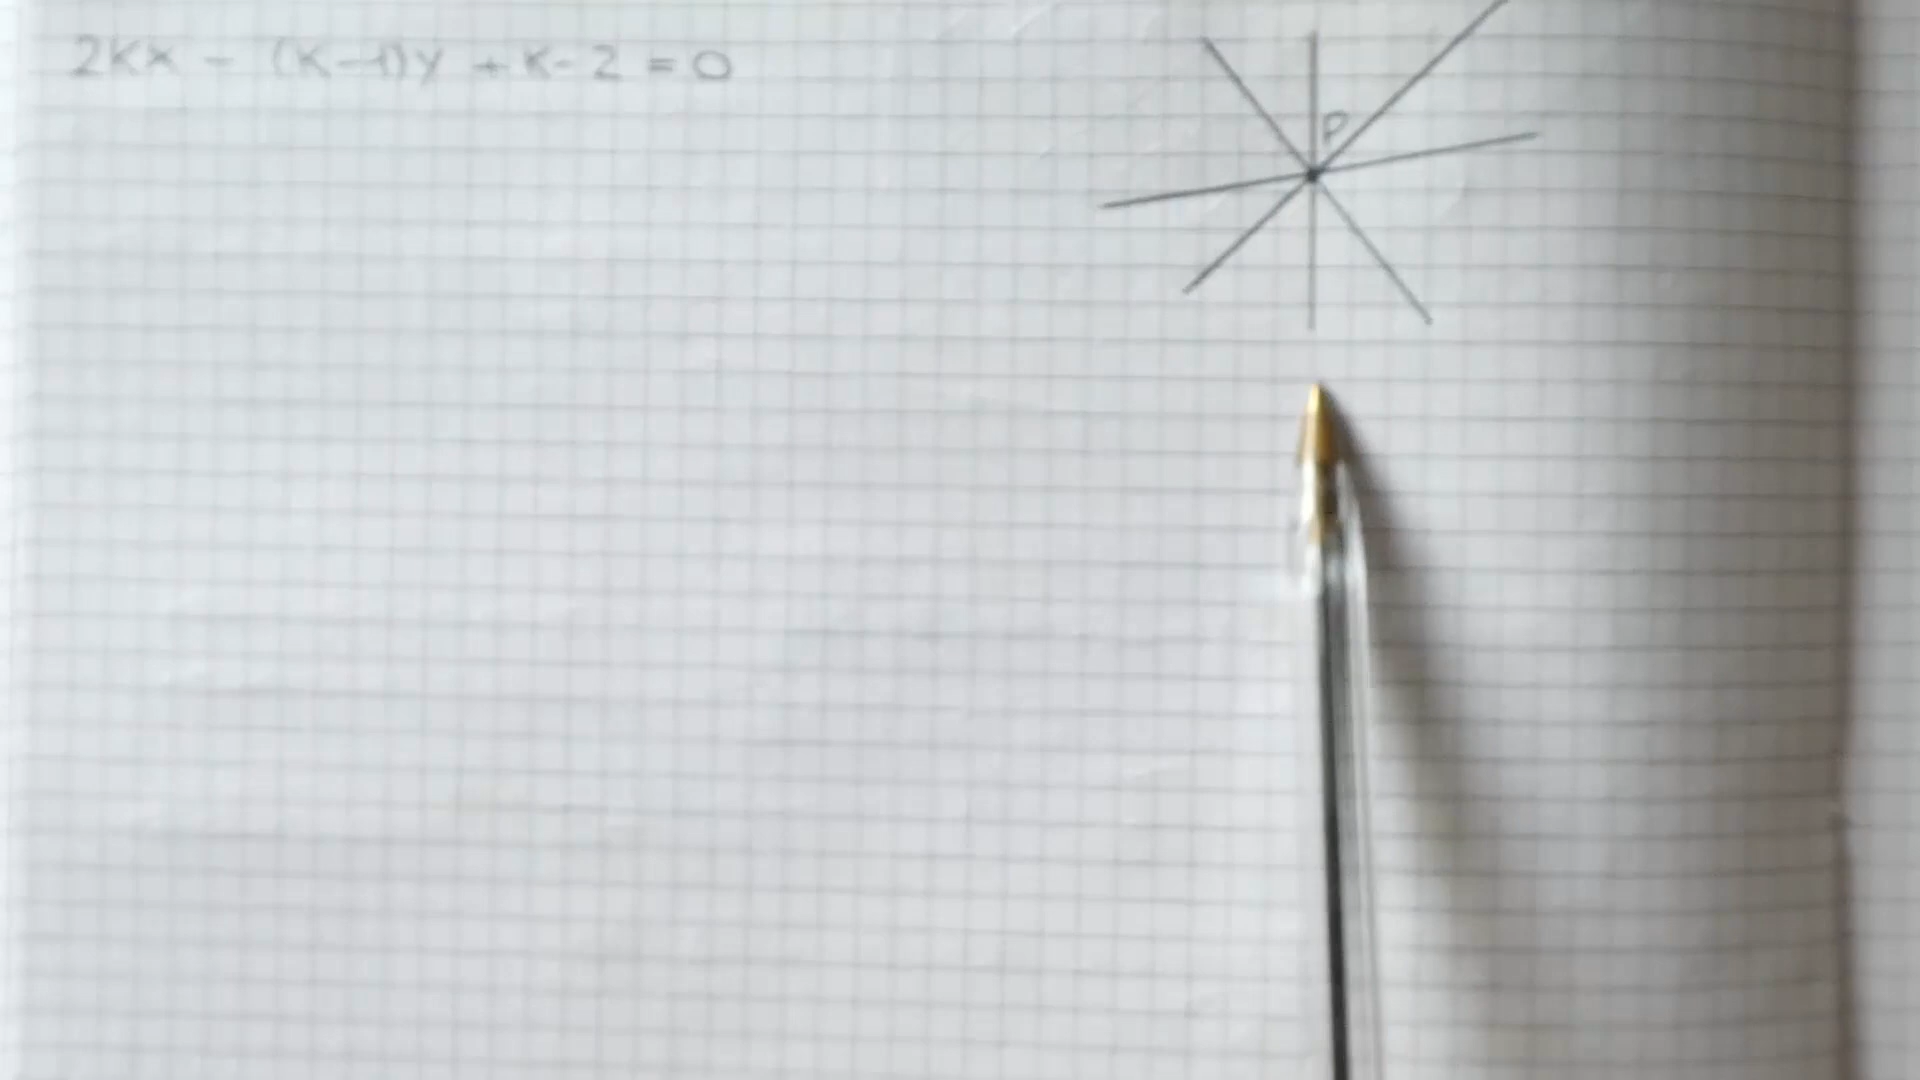 2kx - (k-1)y + k-2 = 0
P